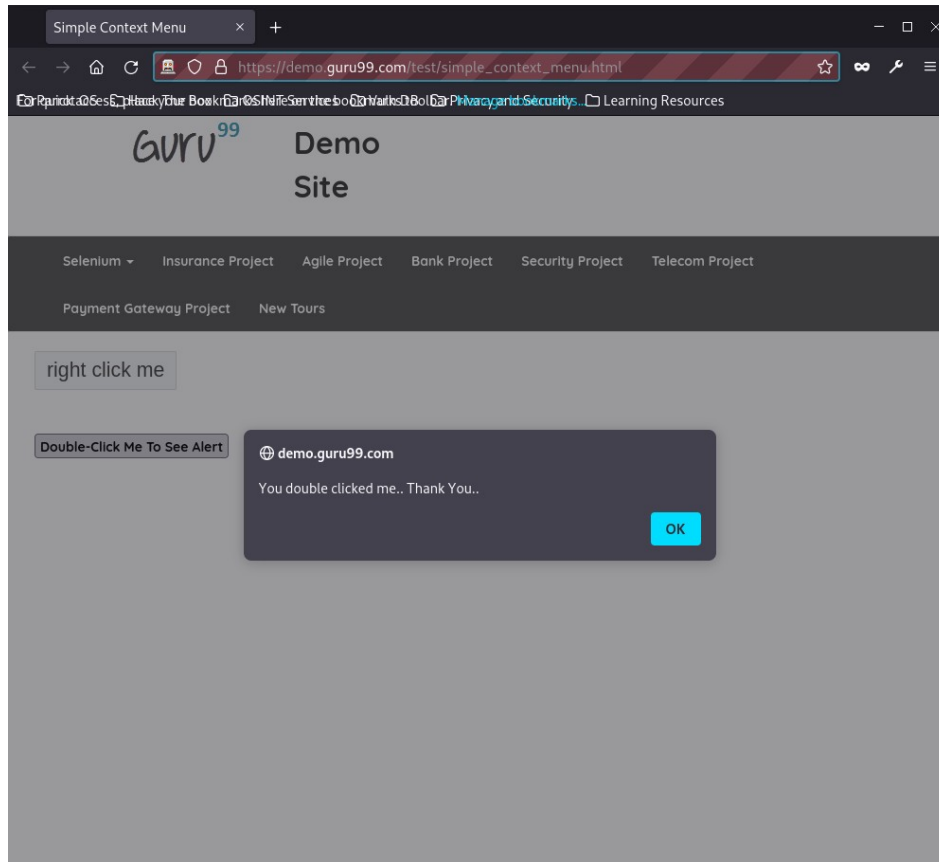 Simple Context Menu
https://demo.guru99.com/test/simple_context_menu.html
Learning Resources
Guru99
Demo
Site
Selenium Insurance Project Agile Project Bank Project Security Project Telecom Project
Payment Gateway Project New Tours
right click me
Double-Click Me To See Alert
demo.guru99.com
You double clicked me.. Thank You..
OK